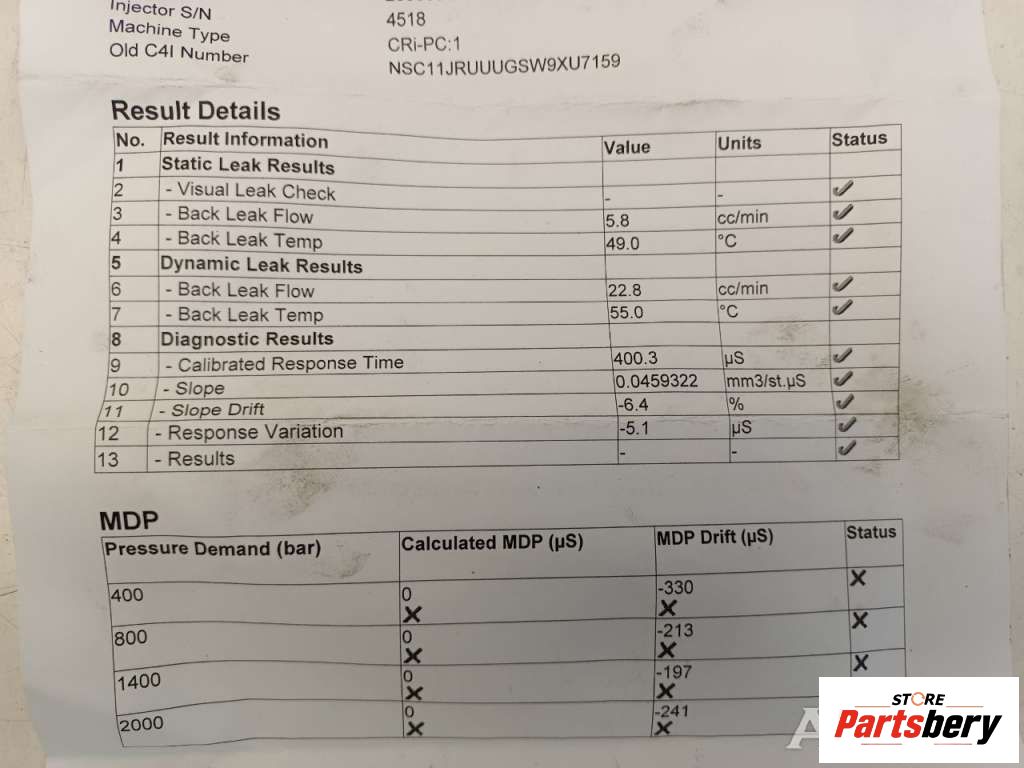 Injector S/N
Machine Type 4518
Old C4I Number CRi-PC:1
NSC11JRUUUGSW9XU7159
Result Details
No. Result Information Value Units Status
1 Static Leak Results
2 - Visual Leak Check - - ✓
3 - Back Leak Flow 5.8 cc/min ✓
4 - Back Leak Temp 49.0 °C ✓
5 Dynamic Leak Results
6 - Back Leak Flow 22.8 cc/min ✓
7 - Back Leak Temp 55.0 °C ✓
8 Diagnostic Results
9 - Calibrated Response Time 400.3 µS ✓
10 - Slope 0.0459322 mm3/st.µS ✓
11 - Slope Drift -6.4 % ✓
12 - Response Variation -5.1 µS ✓
13 - Results - - ✓
MDP
Pressure Demand (bar) Calculated MDP (µS) MDP Drift (µS) Status
400 0 -330 ✕
✕ ✕
800 0 -213 ✕
✕ ✕
1400 0 -197 ✕
✕ ✕
2000 0 -241
✕ ✕
STORE
Partsbery